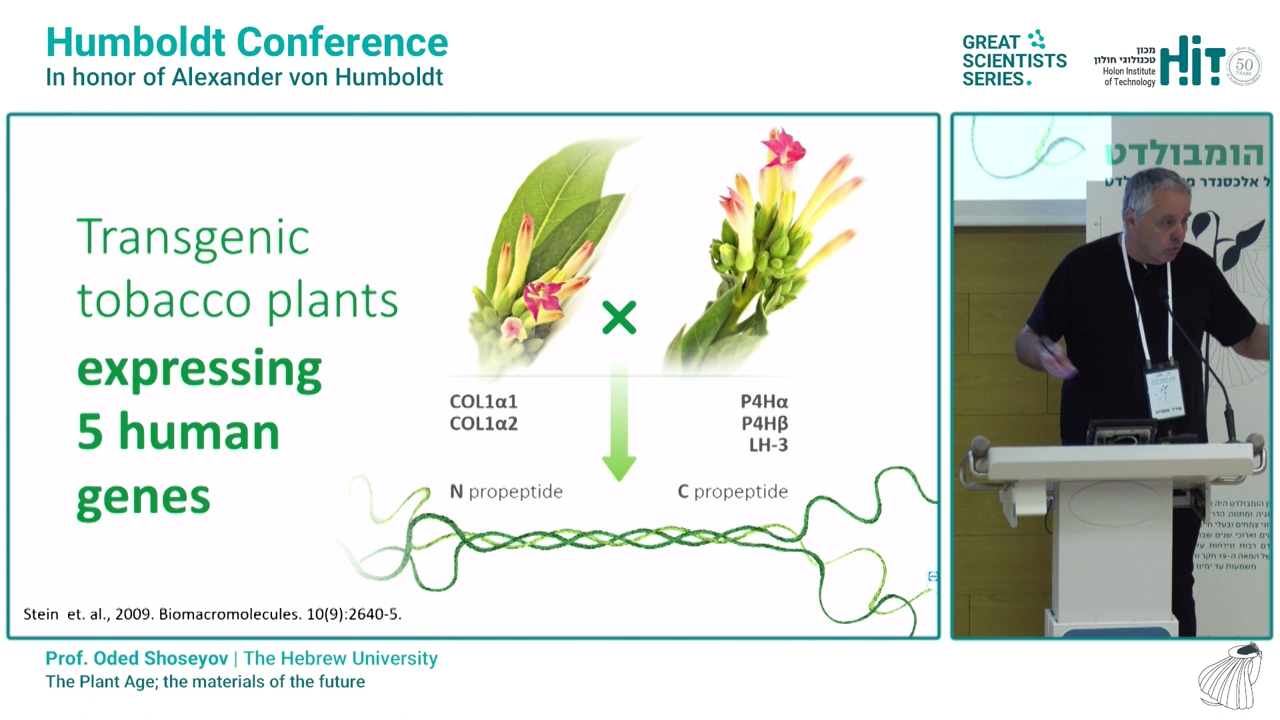 Humboldt Conference
In honor of Alexander von Humboldt
GREAT
SCIENTISTS
SERIES.
מכון
טכנולוגי חולון
Holon Institute
of Technology
HiT
50
YEARS
Transgenic
tobacco plants
expressing
5 human
genes
×
COL1α1
COL1α2
P4Hα
P4Hβ
LH-3
N propeptide
C propeptide
Stein et. al., 2009. Biomacromolecules. 10(9):2640-5.
הומבולדט
ל אלכסנדר
Prof. Oded Shoseyov | The Hebrew University
The Plant Age; the materials of the future